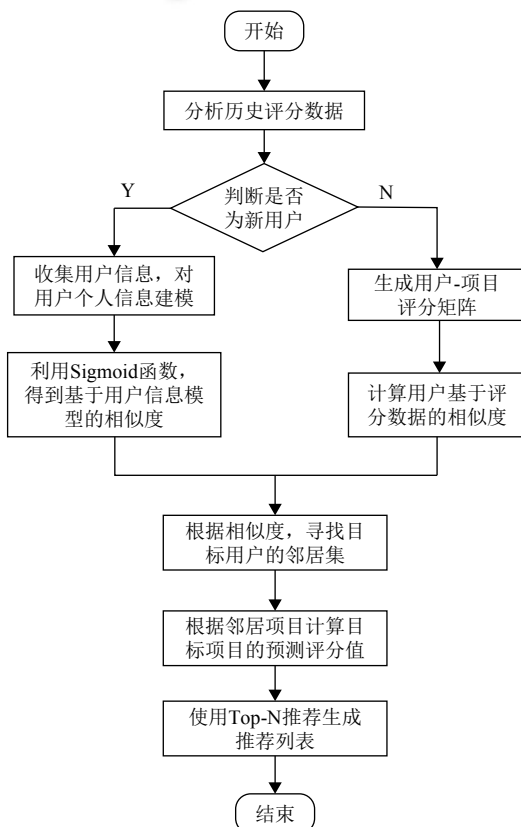 开始
分析历史评分数据
判断是否
为新用户
Y
N
收集用户信息，对
用户个人信息建模
生成用户-项目
评分矩阵
利用Sigmoid函数，
得到基于用户信息模
型的相似度
计算用户基于评
分数据的相似度
根据相似度，寻找目
标用户的邻居集
根据邻居项目计算目
标项目的预测评分值
使用Top-N推荐生成
推荐列表
结束